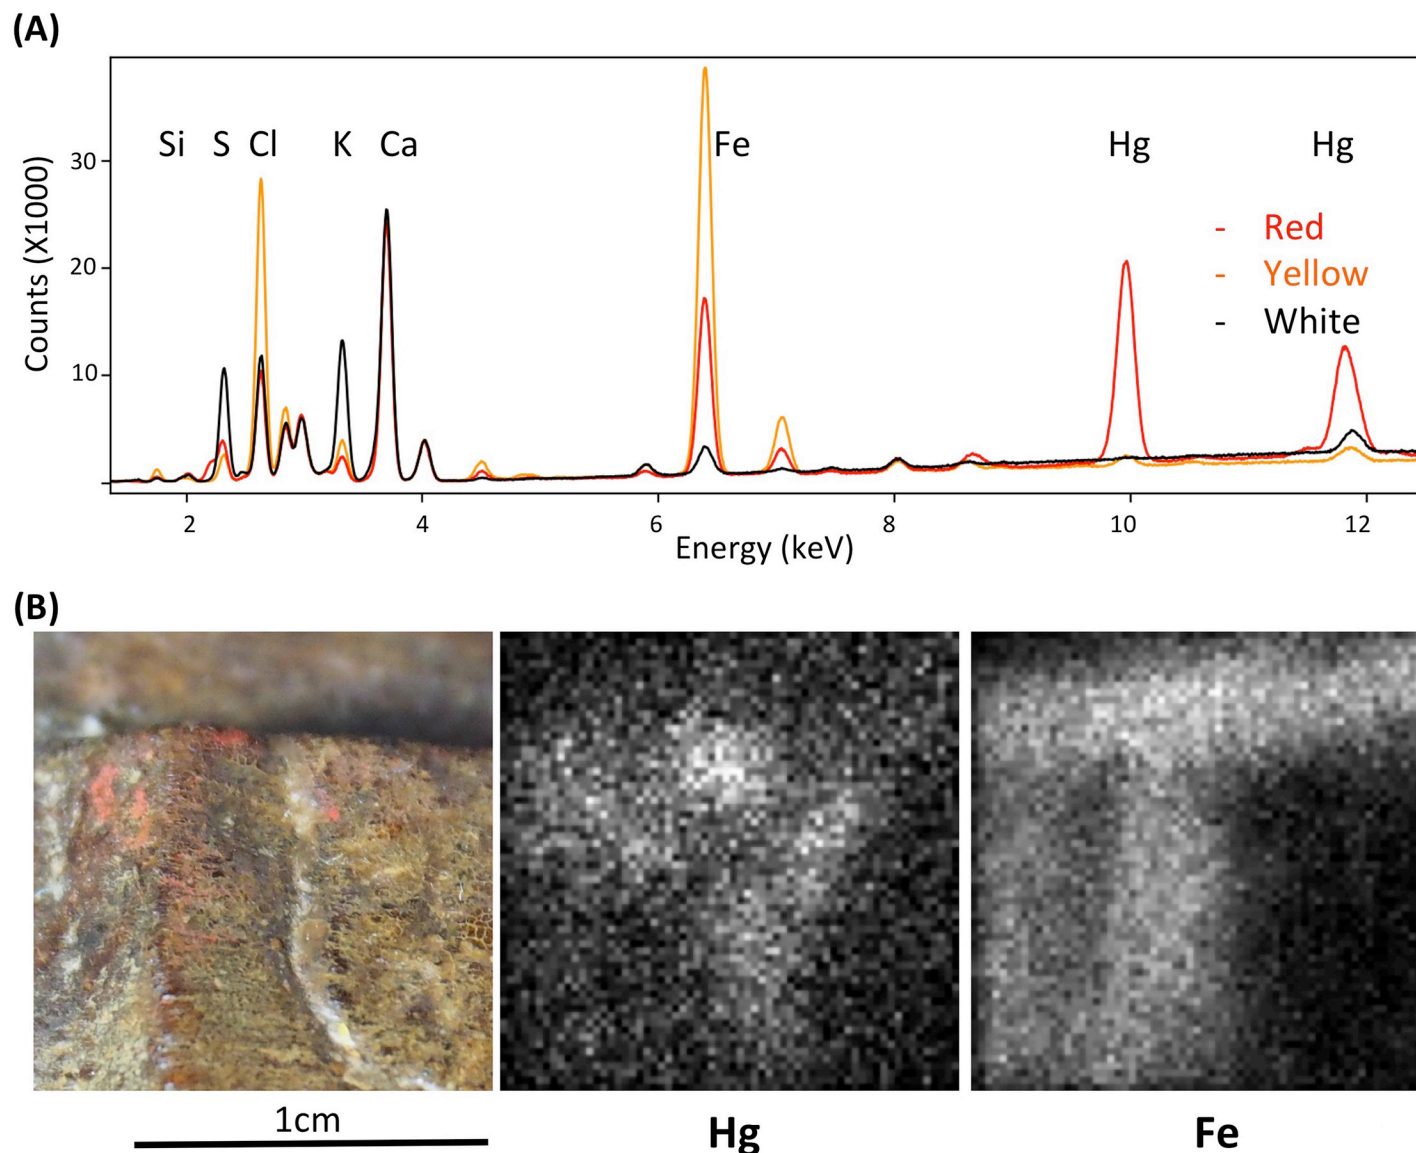 (A)
Si S Cl K Ca Fe Hg Hg
30
20
10
Counts (X1000)
- Red
- Yellow
- White
2 4 6 8 10 12
Energy (keV)
(B)
1cm
Hg
Fe